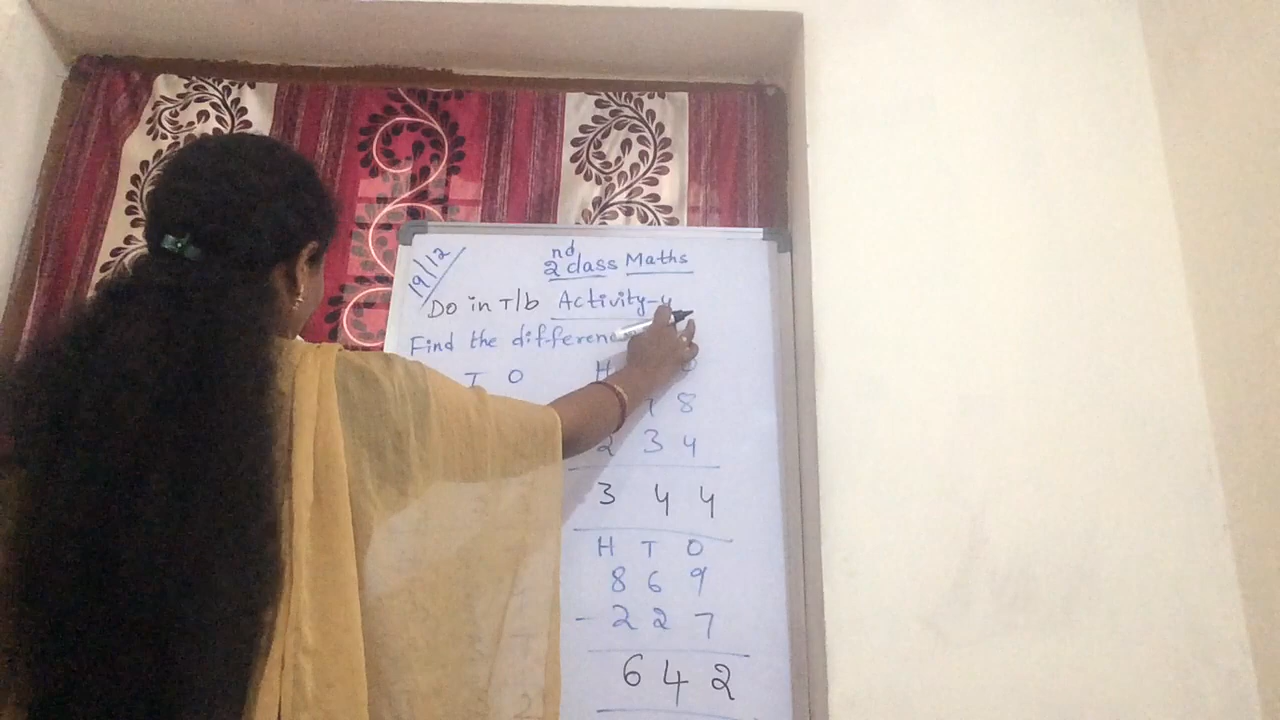 19/12
2nd class Maths
Do in T/b Activity-4
Find the differen
T O H O
7 8
2 3 4
3 4 4
H T O
8 6 9
- 2 2 7
6 4 2